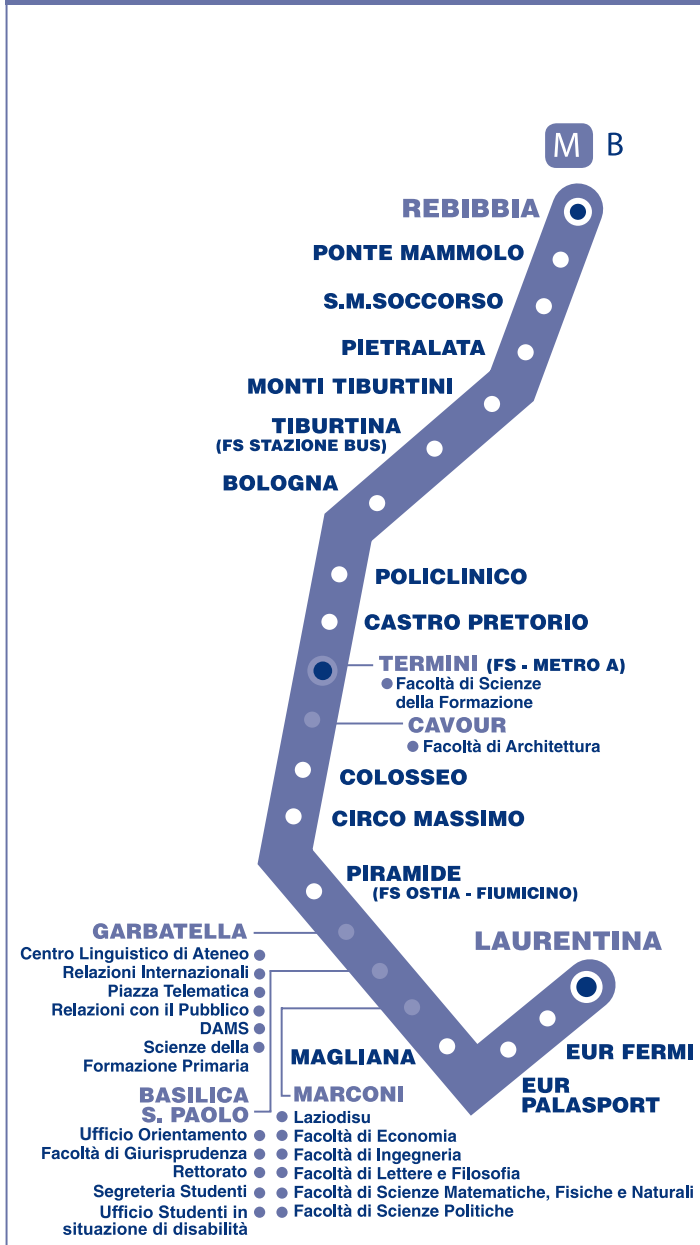 M B
REBIBBIA
PONTE MAMMOLO
S.M.SOCCORSO
PIETRALATA
MONTI TIBURTINI
TIBURTINA
(FS STAZIONE BUS)
BOLOGNA
POLICLINICO
CASTRO PRETORIO
TERMINI (FS - METRO A)
Facoltà di Scienze
della Formazione
CAVOUR
Facoltà di Architettura
COLOSSEO
CIRCO MASSIMO
PIRAMIDE
(FS OSTIA - FIUMICINO)
GARBATELLA
Centro Linguistico di Ateneo
Relazioni Internazionali
Piazza Telematica
Relazioni con il Pubblico
DAMS
Scienze della
Formazione Primaria
BASILICA
S. PAOLO
Ufficio Orientamento
Facoltà di Giurisprudenza
Rettorato
Segreteria Studenti
Ufficio Studenti in
situazione di disabilità
MARCONI
Laziodisu
Facoltà di Economia
Facoltà di Ingegneria
Facoltà di Lettere e Filosofia
Facoltà di Scienze Matematiche, Fisiche e Naturali
Facoltà di Scienze Politiche
MAGLIANA
EUR
PALASPORT
EUR FERMI
LAURENTINA